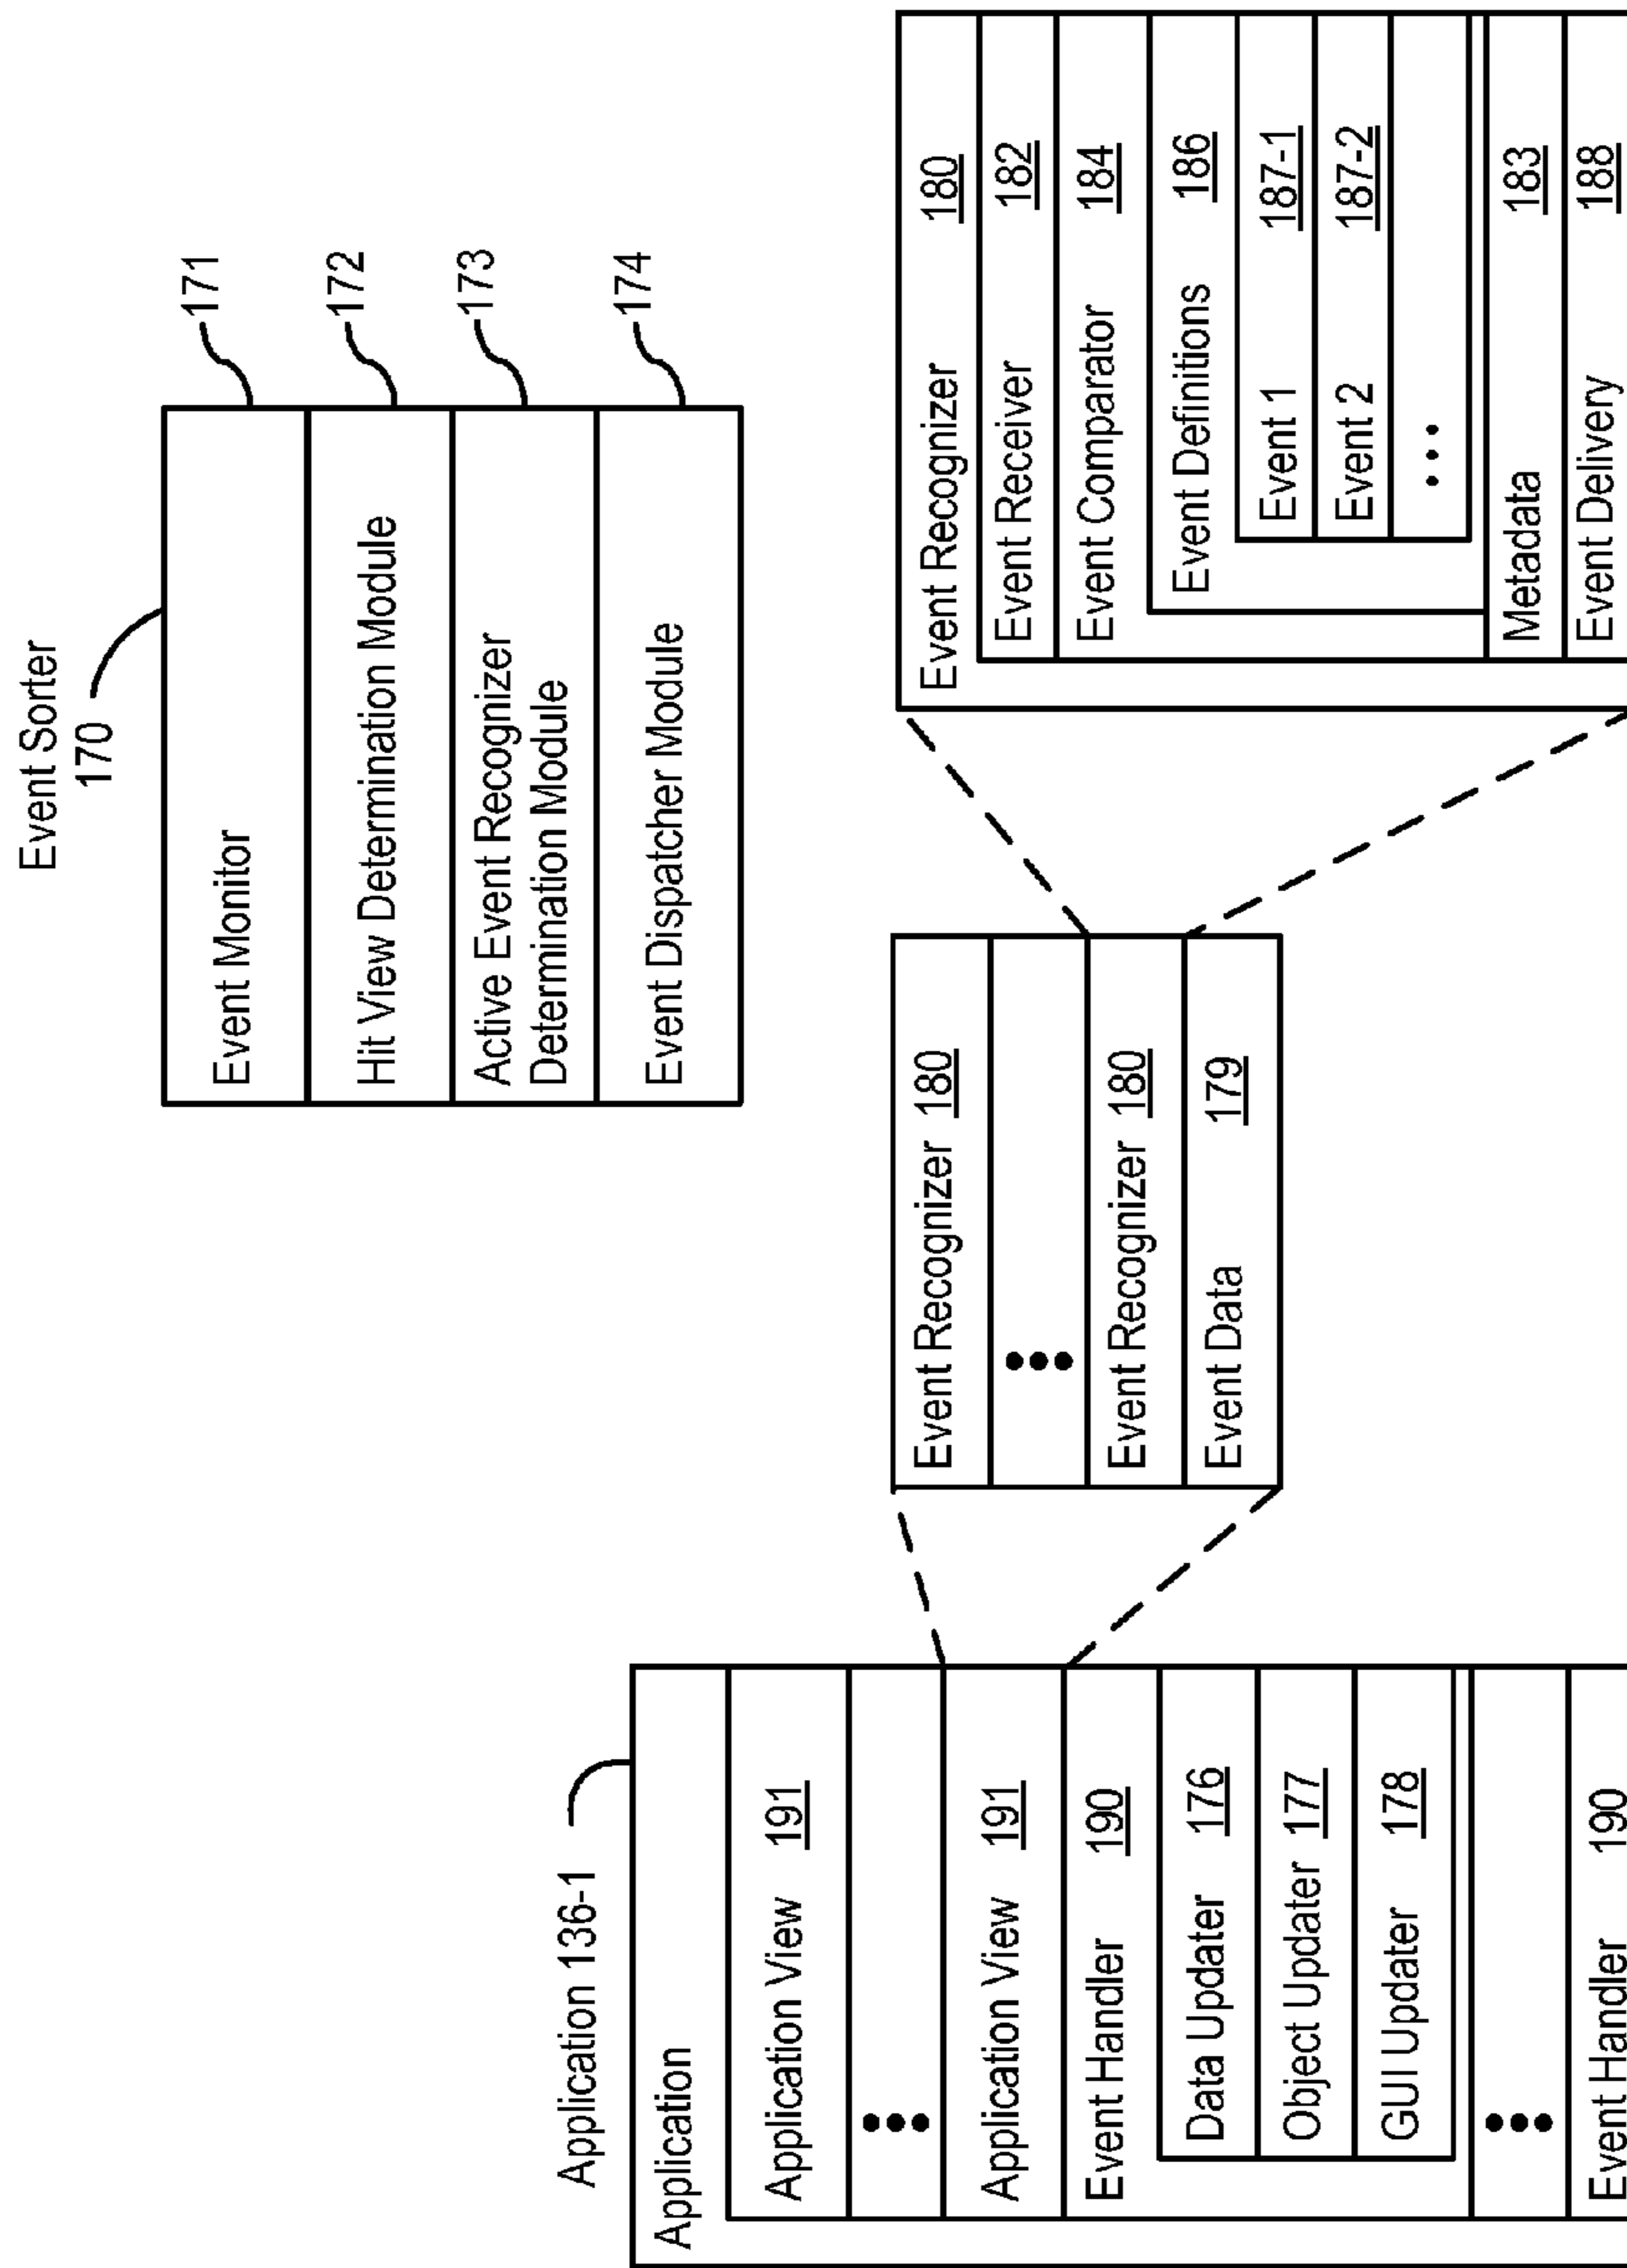 Event Sorter
170
Event Monitor
171
Hit View Determination Module
172
Active Event Recognizer
Determination Module
173
Event Dispatcher Module
174
Application 136-1
Application
Application View 191
Application View 191
Event Handler 190
Data Updater 176
Object Updater 177
GUI Updater 178
Event Handler 190
Event Recognizer 180
Event Recognizer 180
Event Data 179
Event Recognizer 180
Event Receiver 182
Event Comparator 184
Event Definitions 186
Event 1 187-1
Event 2 187-2
Metadata 183
Event Delivery 188